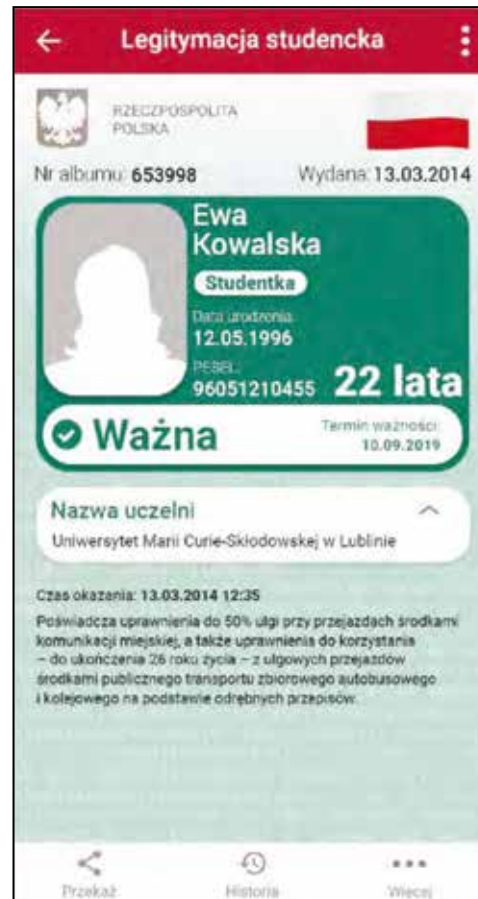 Legitymacja studencka
RZECZPOSPOLITA
POLSKA
Nr albumu: 653998 Wydana: 13.03.2014
Ewa
Kowalska
Studentka
Data urodzenia:
12.05.1996
PESEL:
96051210455 22 lata
Ważna
Termin ważności:
10.09.2019
Nazwa uczelni
Uniwersytet Marii Curie-Skłodowskej w Lublinie
Czas okazania: 13.03.2014 12:35
Poświadcza uprawnienia do 50% ulgi przy przejazdach środkami
komunikacji miejskiej, a także uprawnienia do korzystania
– do ukończenia 26 roku życia – z ulgowych przejazdów
środkami publicznego transportu zbiorowego autobusowego
i kolejowego na podstawie odrębnych przepisów.
Przekaż Historia Więcej